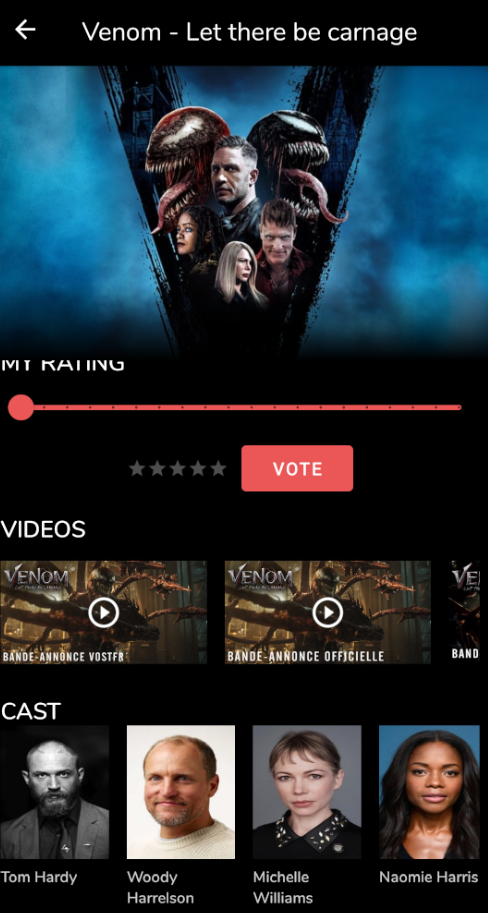 Venom - Let there be carnage
MY RATING
VOTE
VIDEOS
VENOM
BANDE-ANNONCE VOSTFR
VENOM
BANDE-ANNONCE OFFICIELLE
VE
BAND
CAST
Tom Hardy
Woody
Harrelson
Michelle
Williams
Naomie Harris